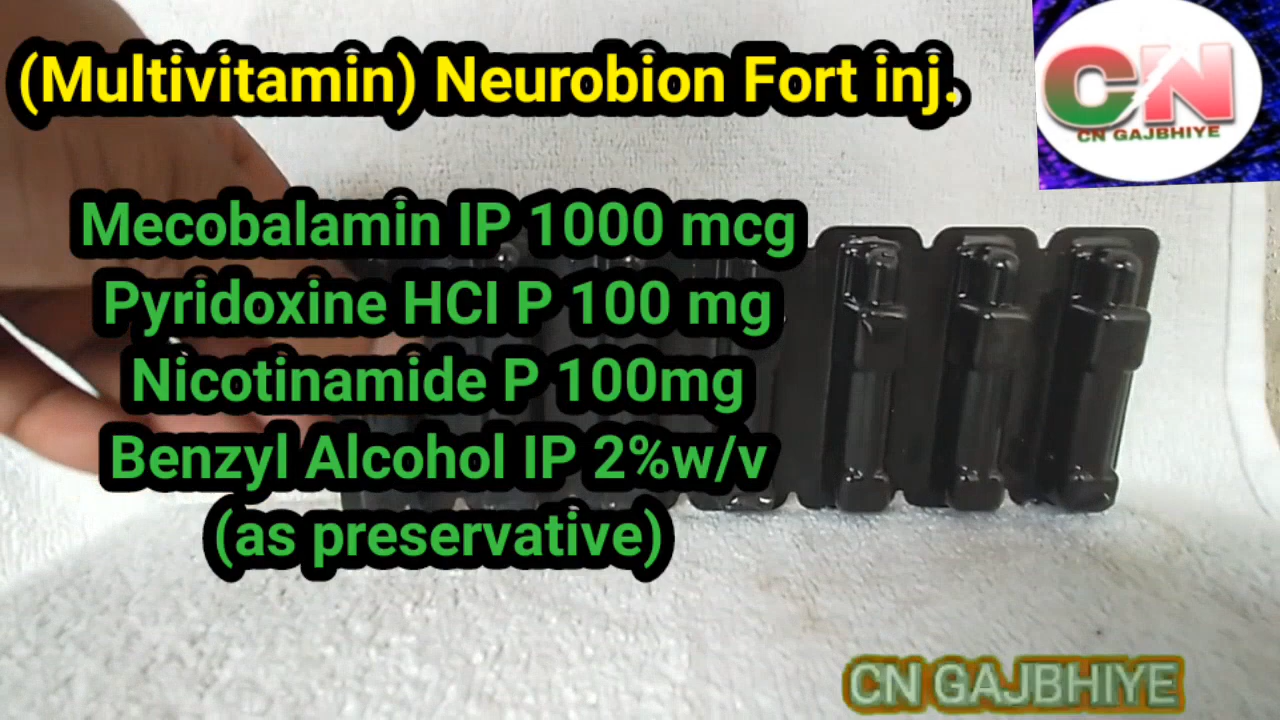 (Multivitamin) Neurobion Fort inj.
CN
CN GAJBHIYE
Mecobalamin IP 1000 mcg
Pyridoxine HCI P 100 mg
Nicotinamide P 100mg
Benzyl Alcohol IP 2%w/v
(as preservative)
CN GAJBHIYE